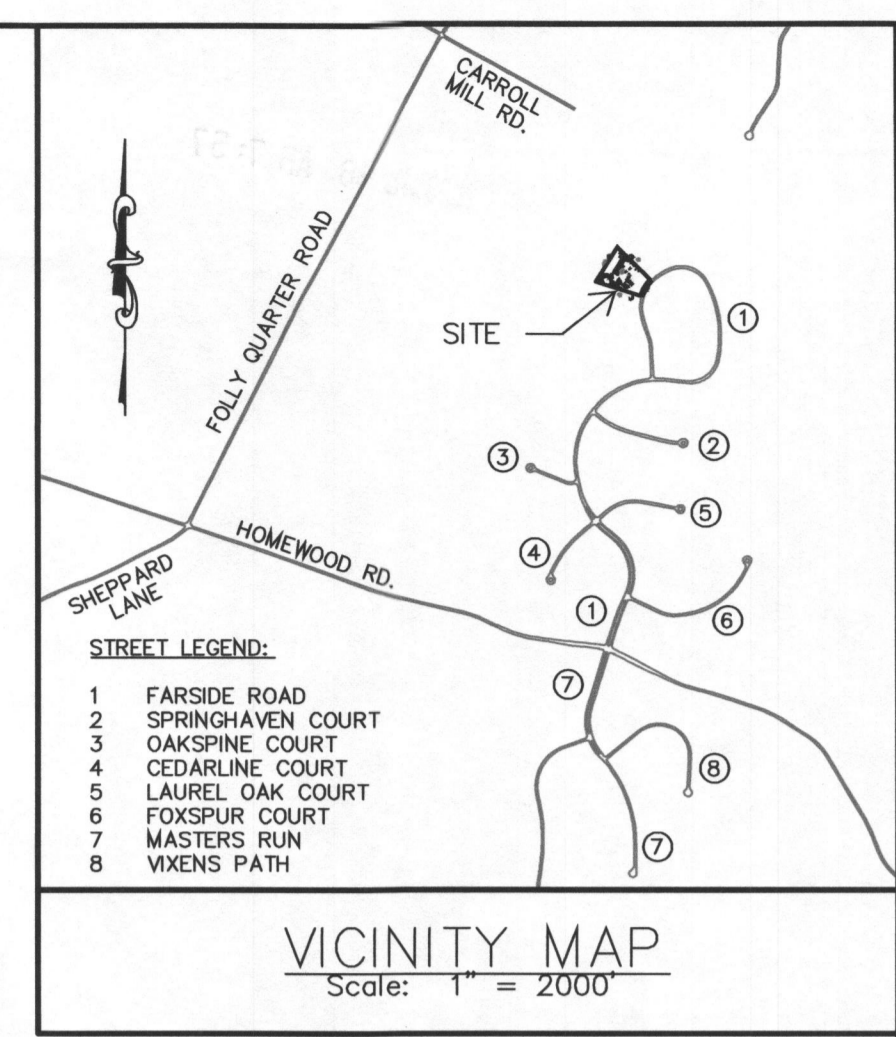 CARROLL
MILL RD.
FOLLY QUARTER ROAD
SITE
1
2
3
5
HOMEWOOD RD.
4
SHEPPARD
LANE
1
6
STREET LEGEND:
7
1 FARSIDE ROAD
2 SPRINGHAVEN COURT
3 OAKSPINE COURT
4 CEDARLINE COURT
5 LAUREL OAK COURT
6 FOXSPUR COURT
7 MASTERS RUN
8 VIXENS PATH
8
7
VICINITY MAP
Scale: 1" = 2000'